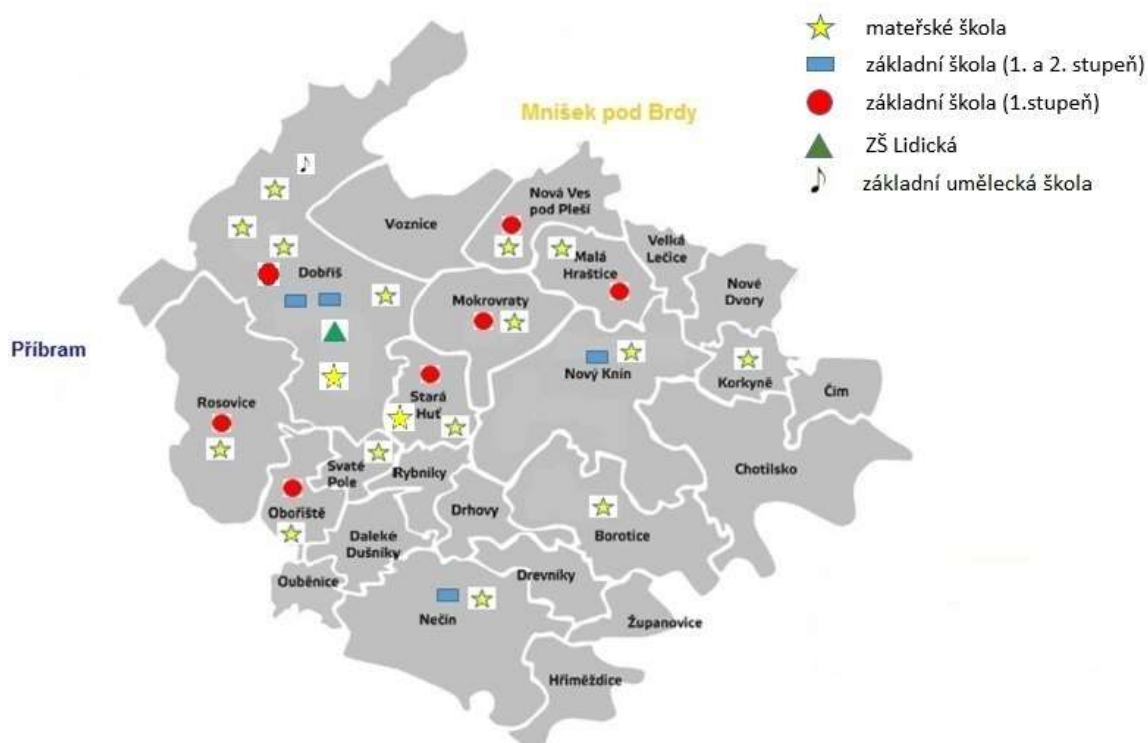 mateřské škola
základní škola (1. a 2. stupeň)
základní škola (1.stupeň)
ZŠ Lidická
základní umělecká škola
Mníšek pod Brdy
Příbram
Nová Ves
pod Pleší
Voznice
Velká
Lečice
Malá
Hraštice
Dobříš
Nové
Dvory
Mokrovraty
Nový Knín
Korkyně
Čím
Rosovice
Stará
Huť
Chotilsko
Svaté
Pole
Rybníky
Obořiště
Drhovy
Daleké
Dušníky
Borotice
Ouběnice
Drevníky
Nečín
Županovice
Hřiměždice